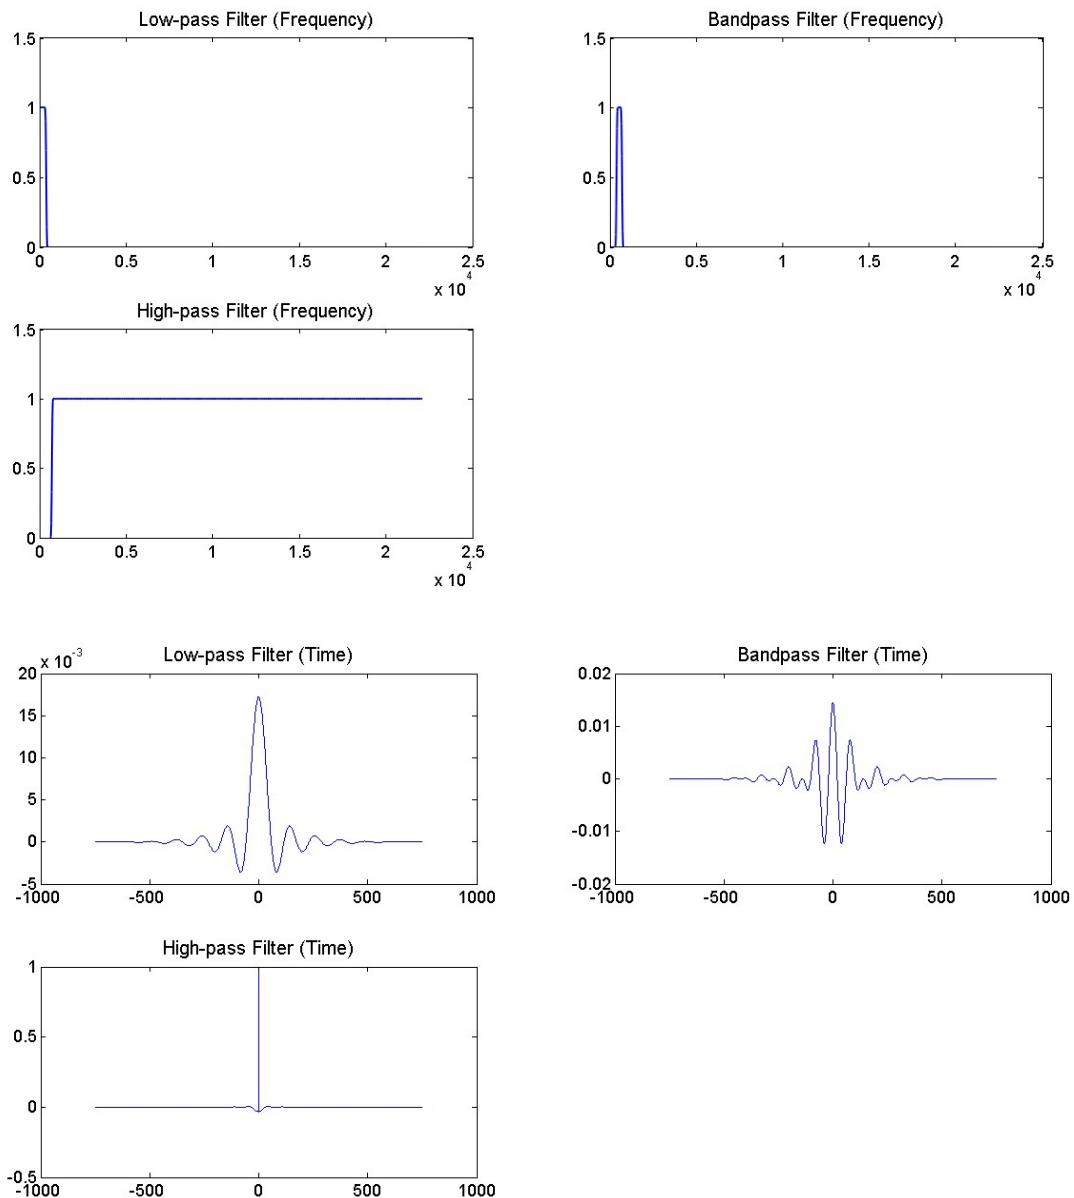 Low-pass Filter (Frequency)
1.5
1
0.5
0
0 0.5 1 1.5 2 2.5
x 10^4
Bandpass Filter (Frequency)
1.5
1
0.5
0
0 0.5 1 1.5 2 2.5
x 10^4
High-pass Filter (Frequency)
1.5
1
0.5
0
0 0.5 1 1.5 2 2.5
x 10^4
Low-pass Filter (Time)
x 10^-3
20
15
10
5
0
-5
-1000 -500 0 500 1000
Bandpass Filter (Time)
0.02
0.01
0
-0.01
-0.02
-1000 -500 0 500 1000
High-pass Filter (Time)
1
0.5
0
-0.5
-1000 -500 0 500 1000